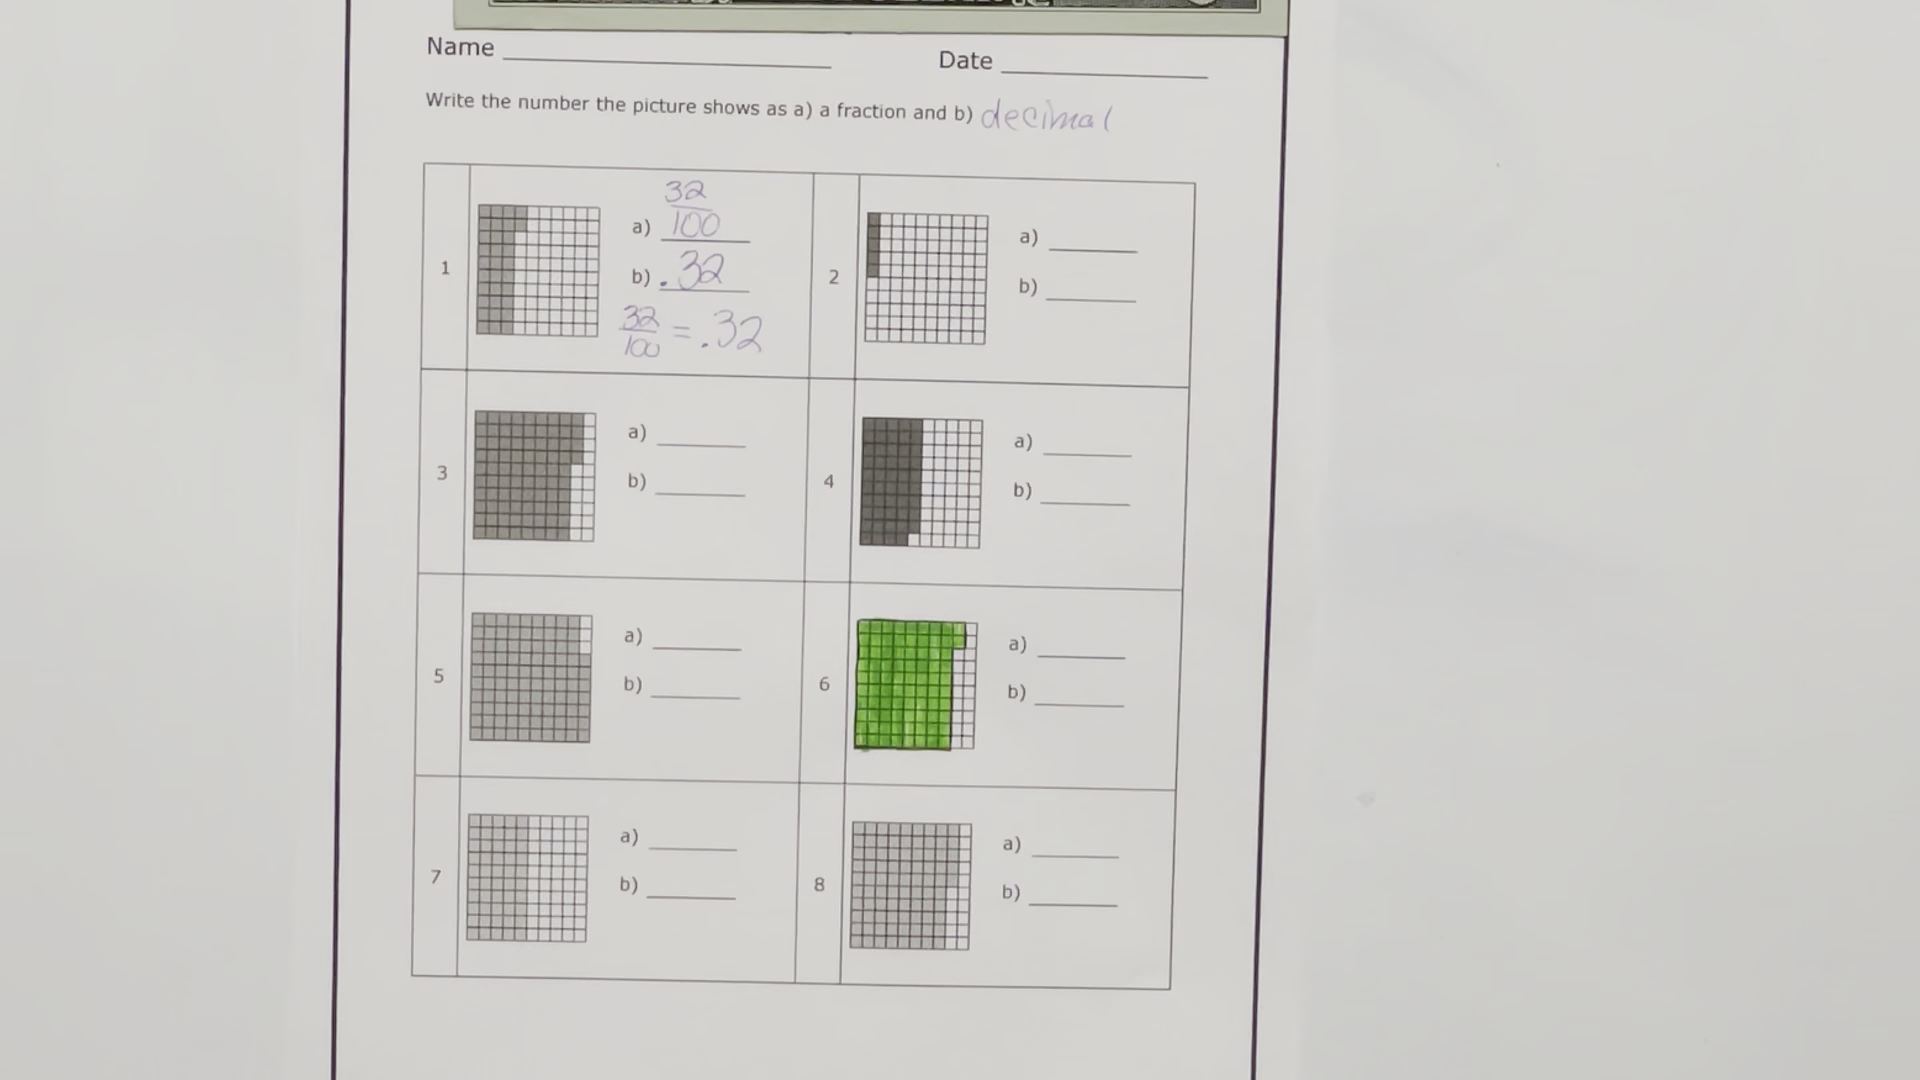 Name Date
Write the number the picture shows as a) a fraction and b) decimal
1 a) 32/100 b) .32 32/100 = .32
2 a) b)
3 a) b)
4 a) b)
5 a) b)
6 a) b)
7 a) b)
8 a) b)